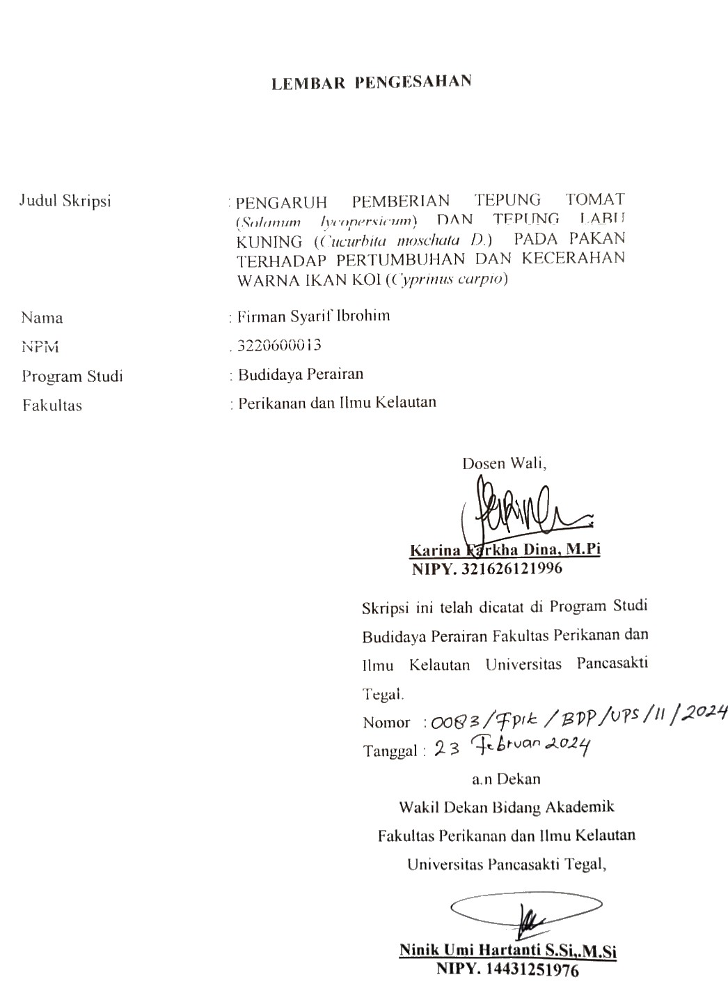 LEMBAR PENGESAHAN
Judul Skripsi : PENGARUH PEMBERIAN TEPUNG TOMAT
(Solanum lycopersicum) DAN TEPUNG LABU
KUNING (Cucurbita moschata D.) PADA PAKAN
TERHADAP PERTUMBUHAN DAN KECERAHAN
WARNA IKAN KOI (Cyprinus carpio)
Nama : Firman Syarif Ibrohim
NPM : 3220600013
Program Studi : Budidaya Perairan
Fakultas : Perikanan dan Ilmu Kelautan
Dosen Wali,
Karina Farkha Dina, M.Pi
NIPY. 321626121996
Skripsi ini telah dicatat di Program Studi
Budidaya Perairan Fakultas Perikanan dan
Ilmu Kelautan Universitas Pancasakti
Tegal.
Nomor : 0083/Fpik/BDP/UPS/II/2024
Tanggal : 23 Februari 2024
a.n Dekan
Wakil Dekan Bidang Akademik
Fakultas Perikanan dan Ilmu Kelautan
Universitas Pancasakti Tegal,
Ninik Umi Hartanti S.Si,.M.Si
NIPY. 14431251976